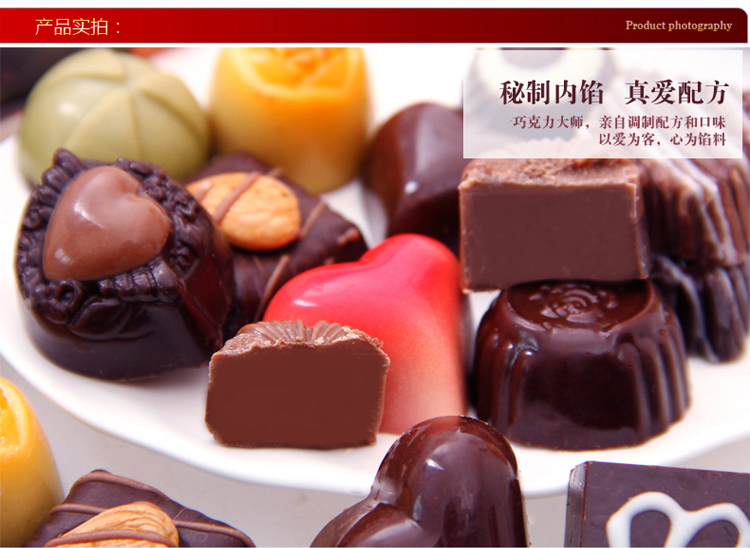 产品实拍：
Product photography
秘制内馅 真爱配方
巧克力大师，亲自调制配方和口味
以爱为客，心为馅料